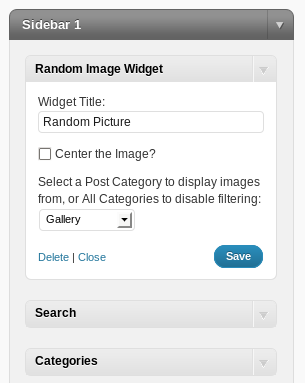 Sidebar 1
Random Image Widget
Widget Title:
Random Picture
Center the Image?
Select a Post Category to display images
from, or All Categories to disable filtering:
Gallery
Delete | Close
Save
Search
Categories